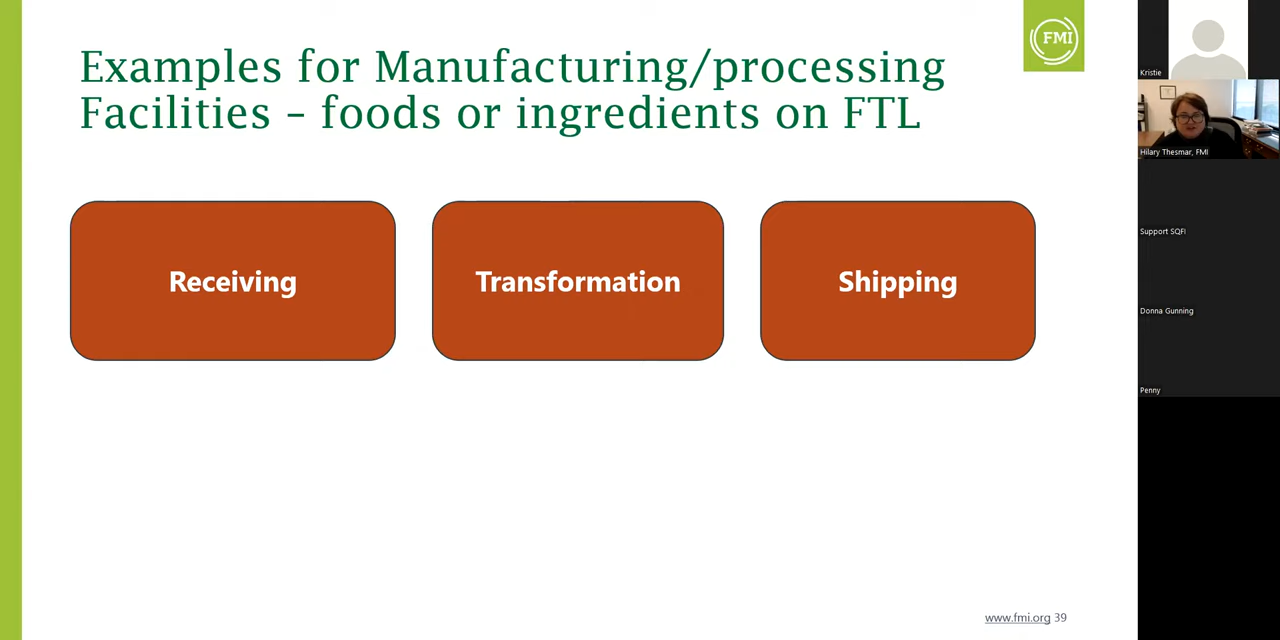 Examples for Manufacturing/processing
Facilities – foods or ingredients on FTL
FMI
Receiving
Transformation
Shipping
www.fmi.org 39
Kristie
Hilary Thesmar, FMI
Support SQFI
Donna Gunning
Penny